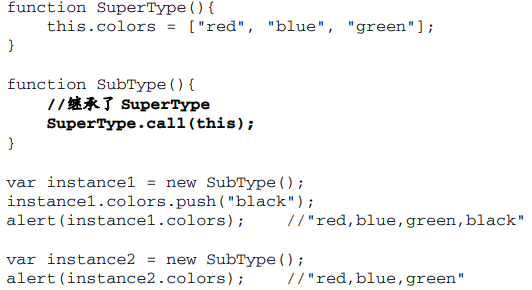 function SuperType(){
    this.colors = ["red", "blue", "green"];
}
function SubType(){
    //继承了 SuperType
    SuperType.call(this);
}
var instance1 = new SubType();
instance1.colors.push("black");
alert(instance1.colors);    //"red,blue,green,black"
var instance2 = new SubType();
alert(instance2.colors);    //"red,blue,green"